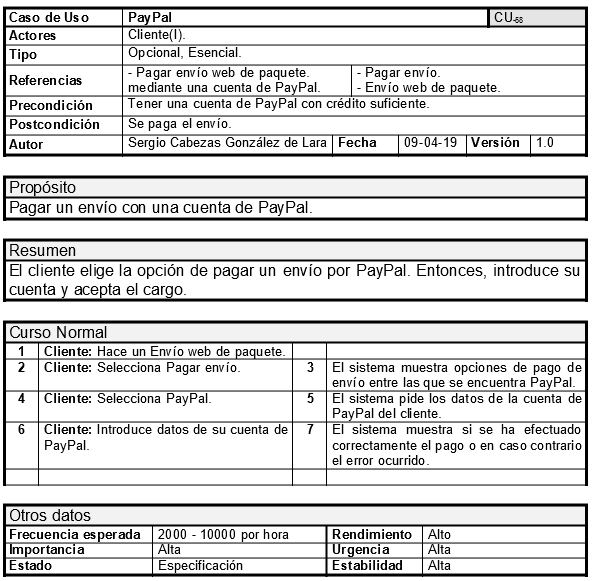 Caso de Uso PayPal CU-58
Actores Cliente(I).
Tipo Opcional, Esencial.
Referencias - Pagar envío web de paquete. mediante una cuenta de PayPal. - Pagar envío. - Envío web de paquete.
Precondición Tener una cuenta de PayPal con crédito suficiente.
Postcondición Se paga el envío.
Autor Sergio Cabezas González de Lara Fecha 09-04-19 Versión 1.0
Propósito
Pagar un envío con una cuenta de PayPal.
Resumen
El cliente elige la opción de pagar un envío por PayPal. Entonces, introduce su
cuenta y acepta el cargo.
Curso Normal
1 Cliente: Hace un Envío web de paquete.
2 Cliente: Selecciona Pagar envío.
3 El sistema muestra opciones de pago de
envío entre las que se encuentra PayPal.
4 Cliente: Selecciona PayPal.
5 El sistema pide los datos de la cuenta de
PayPal del cliente.
6 Cliente: Introduce datos de su cuenta de
PayPal.
7 El sistema muestra si se ha efectuado
correctamente el pago o en caso contrario
el error ocurrido.
Otros datos
Frecuencia esperada 2000 - 10000 por hora Rendimiento Alto
Importancia Alta Urgencia Alta
Estado Especificación Estabilidad Alta